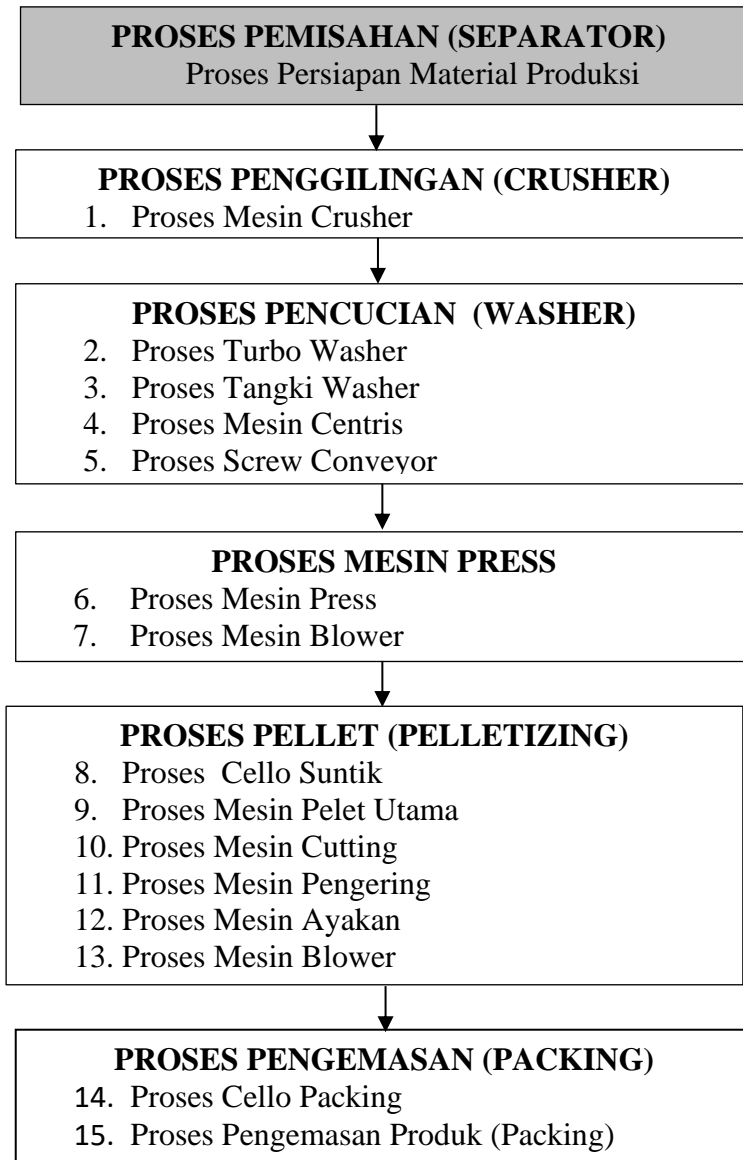 PROSES PEMISAHAN (SEPARATOR)
Proses Persiapan Material Produksi
PROSES PENGGILINGAN (CRUSHER)
1. Proses Mesin Crusher
PROSES PENCUCIAN (WASHER)
2. Proses Turbo Washer
3. Proses Tangki Washer
4. Proses Mesin Centris
5. Proses Screw Conveyor
PROSES MESIN PRESS
6. Proses Mesin Press
7. Proses Mesin Blower
PROSES PELLET (PELLETIZING)
8. Proses Cello Suntik
9. Proses Mesin Pelet Utama
10. Proses Mesin Cutting
11. Proses Mesin Pengering
12. Proses Mesin Ayakan
13. Proses Mesin Blower
PROSES PENGEMASAN (PACKING)
14. Proses Cello Packing
15. Proses Pengemasan Produk (Packing)